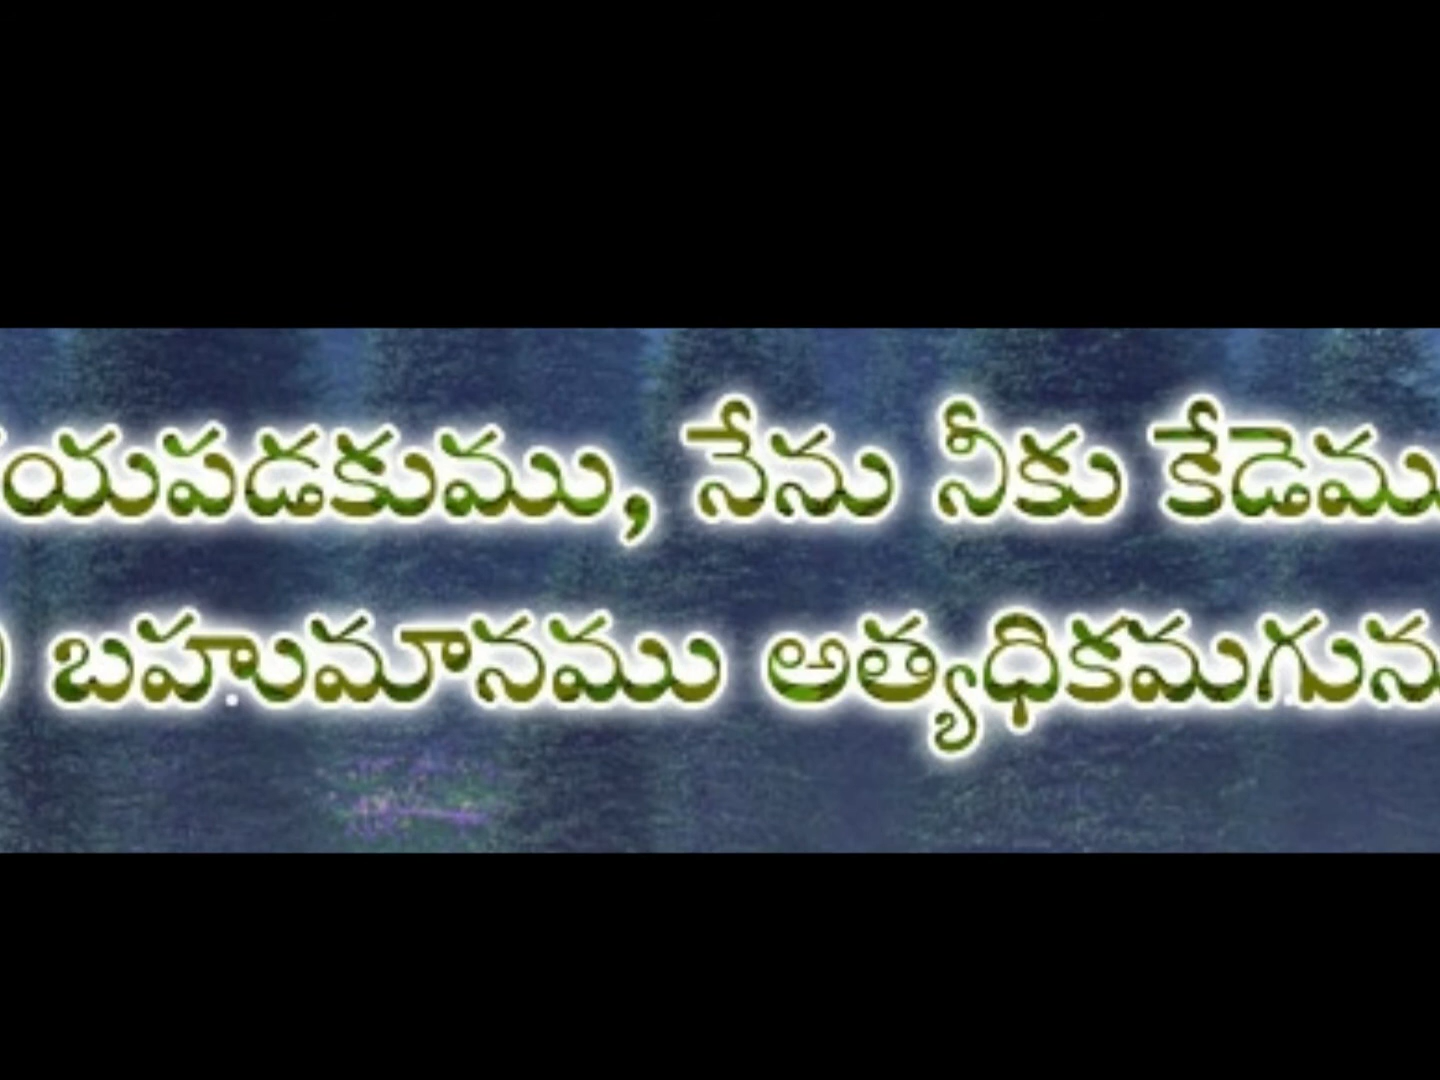 యపడకుము, నేను నీకు కేడెము
బహుమానము అత్యధికమగును